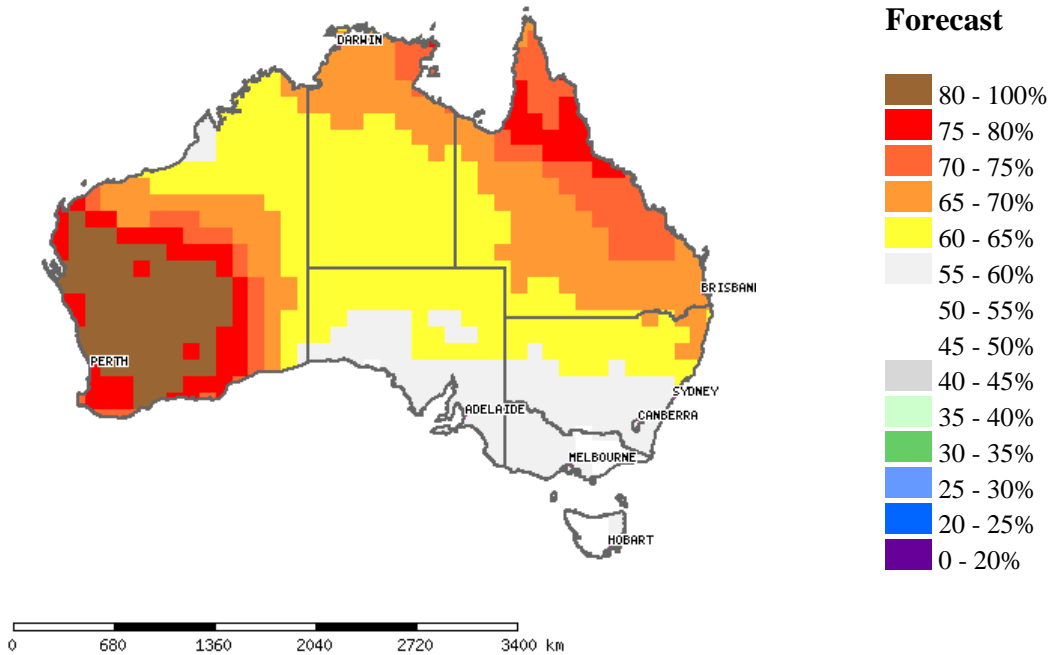 Forecast
80 - 100%
75 - 80%
70 - 75%
65 - 70%
60 - 65%
55 - 60%
50 - 55%
45 - 50%
40 - 45%
35 - 40%
30 - 35%
25 - 30%
20 - 25%
0 - 20%
DARWIN
BRISBAN
PERTH
SYDNEY
ADELAIDE
CANBERRA
MELBOURNE
HOBART
0 680 1360 2040 2720 3400 km